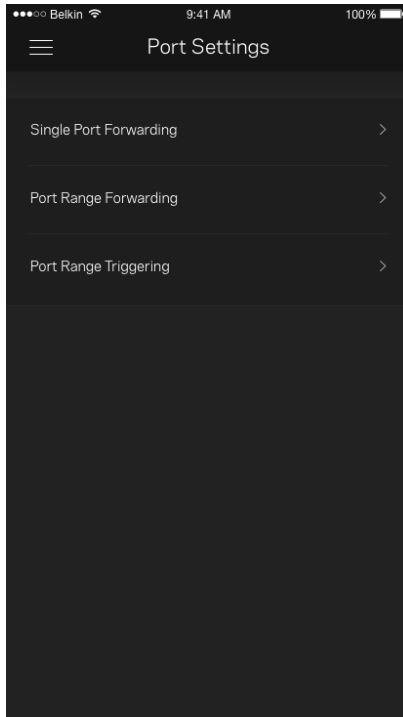 Belkin 9:41 AM 100%
Port Settings
Single Port Forwarding
Port Range Forwarding
Port Range Triggering